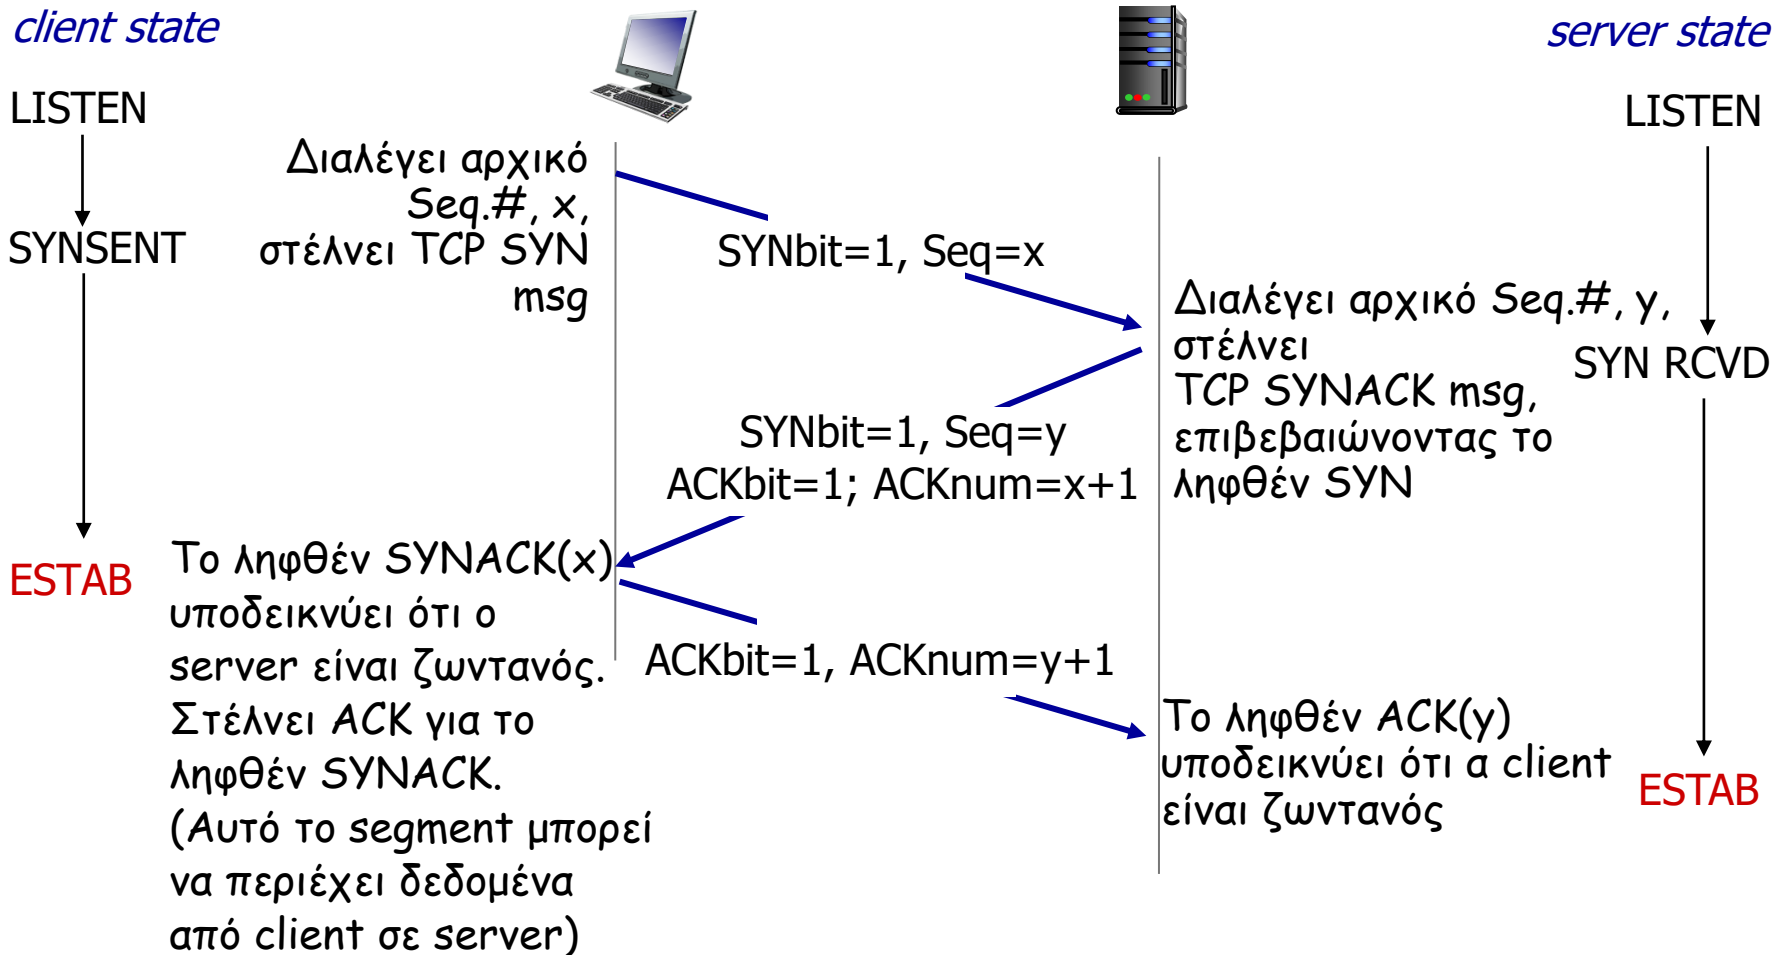 client state
server state
LISTEN
LISTEN
Διαλέγει αρχικό
Seq.#, x,
στέλνει TCP SYN
msg
SYNSENT
SYNbit=1, Seq=x
Διαλέγει αρχικό Seq.#, y,
στέλνει
TCP SYNACK msg,
επιβεβαιώνοντας το
ληφθέν SYN
SYN RCVD
SYNbit=1, Seq=y
ACKbit=1; ACKnum=x+1
ESTAB
Το ληφθέν SYNACK(x)
υποδεικνύει ότι ο
server είναι ζωντανός.
Στέλνει ACK για το
ληφθέν SYNACK.
(Αυτό το segment μπορεί
να περιέχει δεδομένα
από client σε server)
ACKbit=1, ACKnum=y+1
Το ληφθέν ACK(y)
υποδεικνύει ότι α client
είναι ζωντανός
ESTAB